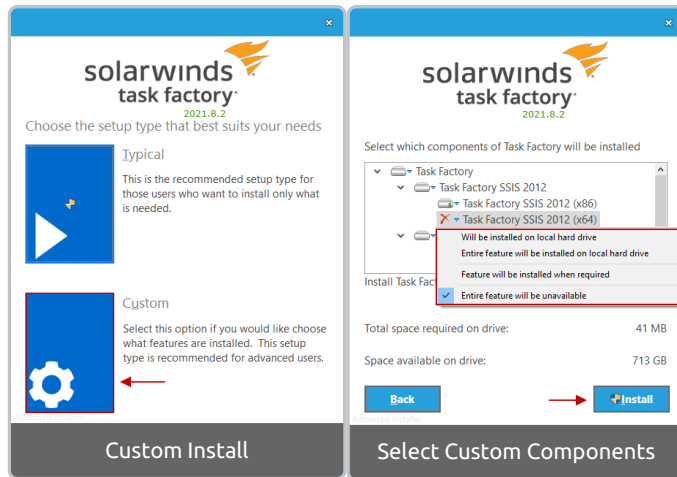 solarwinds
task factory
2021.8.2
Choose the setup type that best suits your needs
Typical
This is the recommended setup type for
those users who want to install only what
is needed.
Custom
Select this option if you would like choose
what features are installed. This setup
type is recommended for advanced users.
Advanced Installer
Custom Install
solarwinds
task factory
2021.8.2
Select which components of Task Factory will be installed
Task Factory
Task Factory SSIS 2012
Task Factory SSIS 2012 (x86)
Task Factory SSIS 2012 (x64)
Will be installed on local hard drive
Entire feature will be installed on local hard drive
Feature will be installed when required
Entire feature will be unavailable
Install Task Fac
Total space required on drive: 41 MB
Space available on drive: 713 GB
Back
Install
Advanced Installer
Select Custom Components